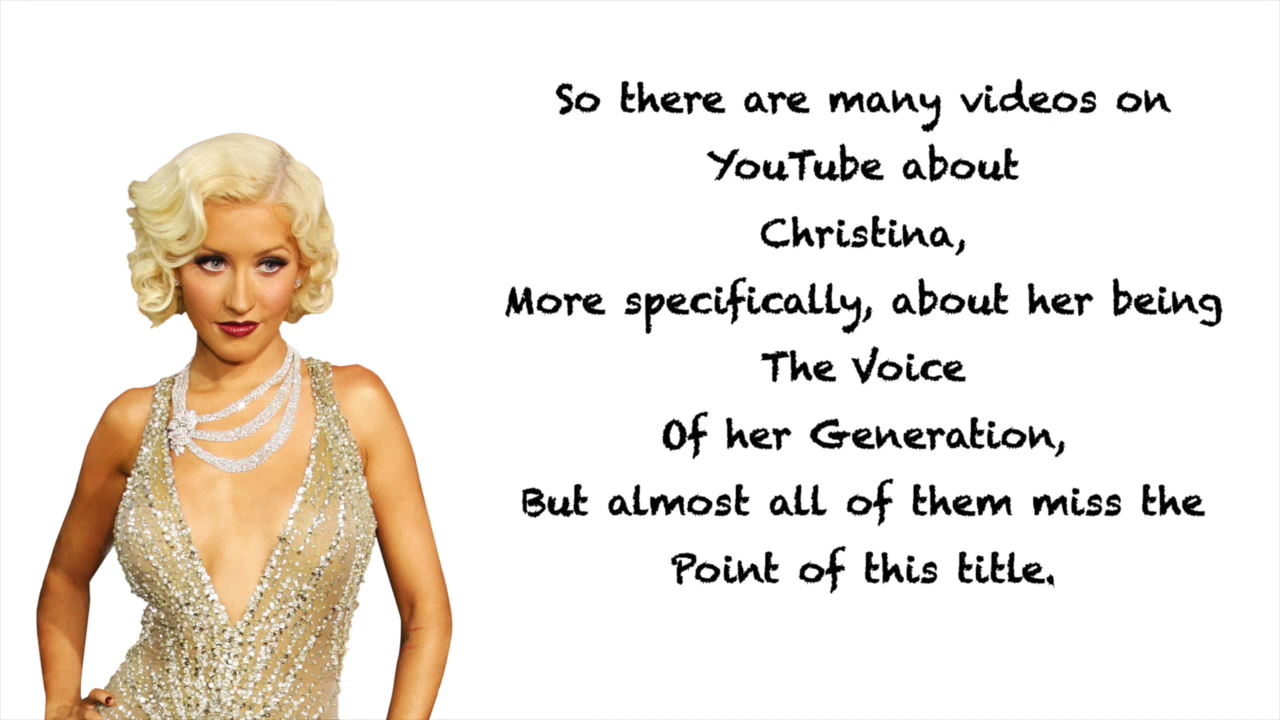 So there are many videos on
YouTube about
Christina,
More specifically, about her being
The Voice
Of her Generation,
But almost all of them miss the
Point of this title.